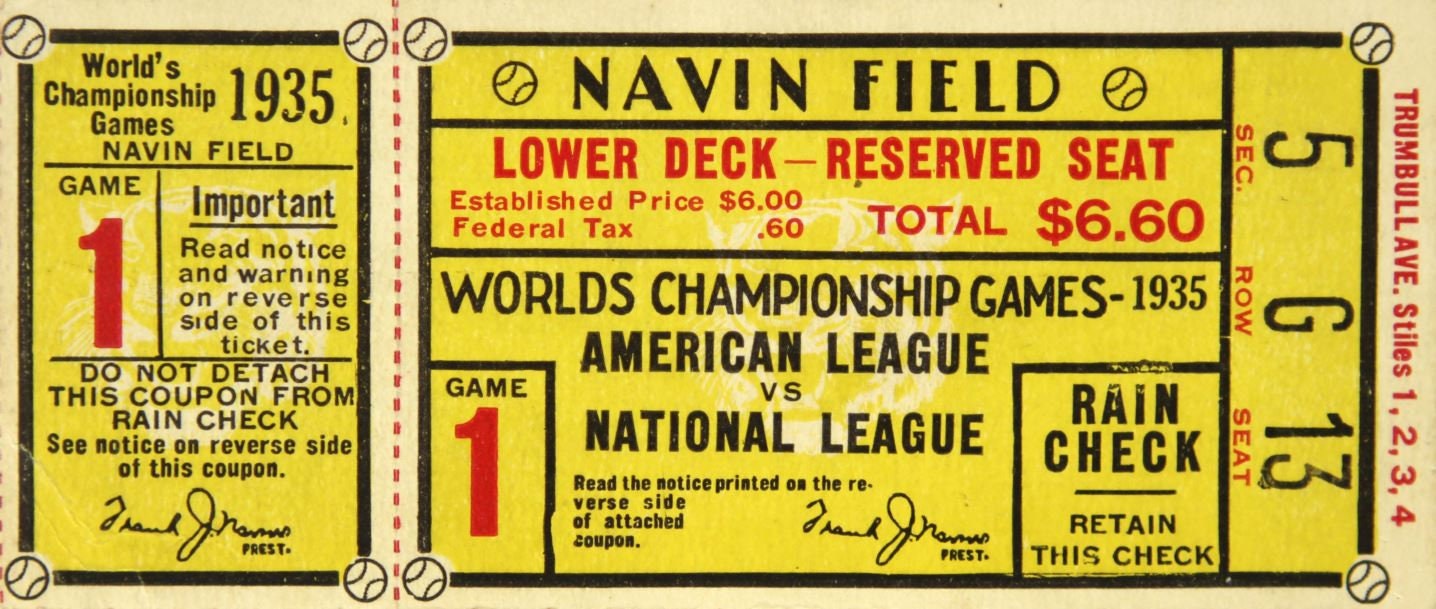 World's
Championship
Games
1935
NAVIN FIELD
GAME
1
Important
Read notice
and warning
on reverse
side of this
ticket.
DO NOT DETACH
THIS COUPON FROM
RAIN CHECK
See notice on reverse side
of this coupon.
Frank J. Navin
PREST.
NAVIN FIELD
LOWER DECK—RESERVED SEAT
Established Price $6.00
Federal Tax .60
TOTAL $6.60
WORLDS CHAMPIONSHIP GAMES-1935
AMERICAN LEAGUE
VS
NATIONAL LEAGUE
GAME
1
Read the notice printed on the re-
verse side
of attached
coupon.
Frank J. Navin
PREST.
RAIN
CHECK
RETAIN
THIS CHECK
SEC. 5
ROW G
SEAT 13
TRUMBULL AVE. Stiles 1, 2, 3, 4